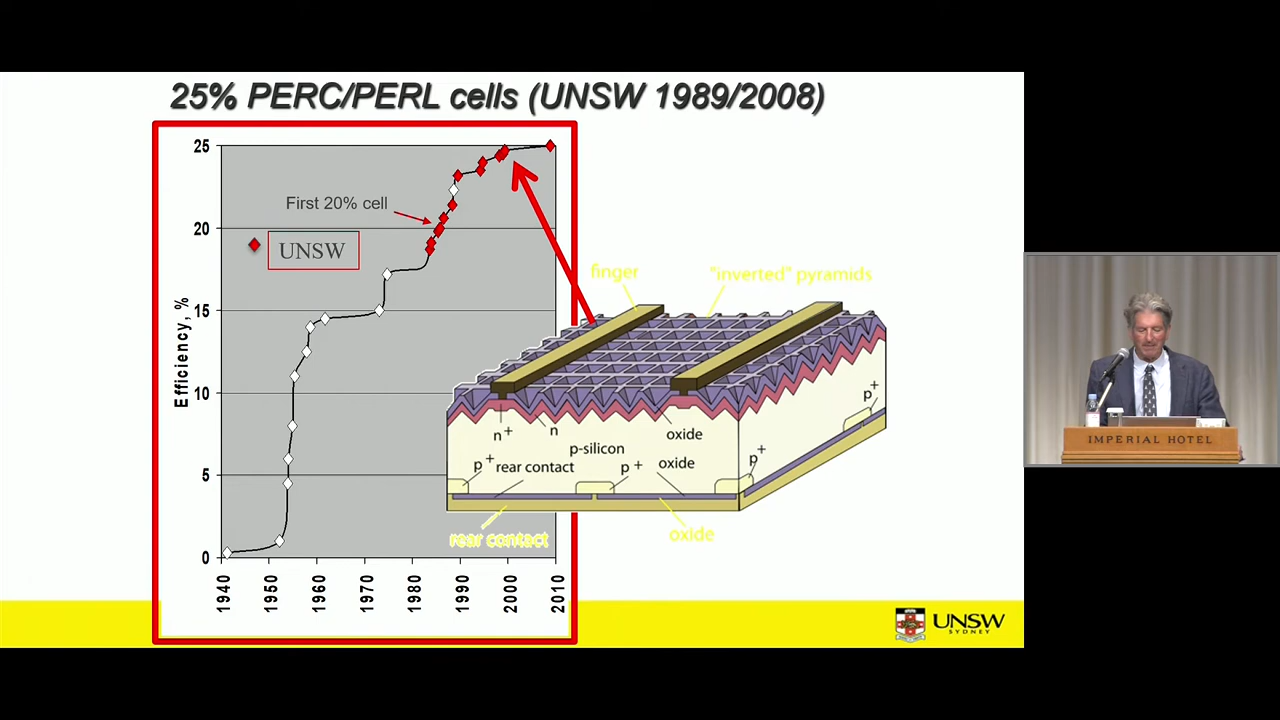 25% PERC/PERL cells (UNSW 1989/2008)
25
20
15
10
5
0
Efficiency, %
1940
1950
1960
1970
1980
1990
2000
2010
First 20% cell
UNSW
finger
"inverted" pyramids
n+
n
p-silicon
oxide
p+
p+
rear contact
p+
oxide
p+
rear contact
oxide
UNSW
SYDNEY
IMPERIAL HOTEL